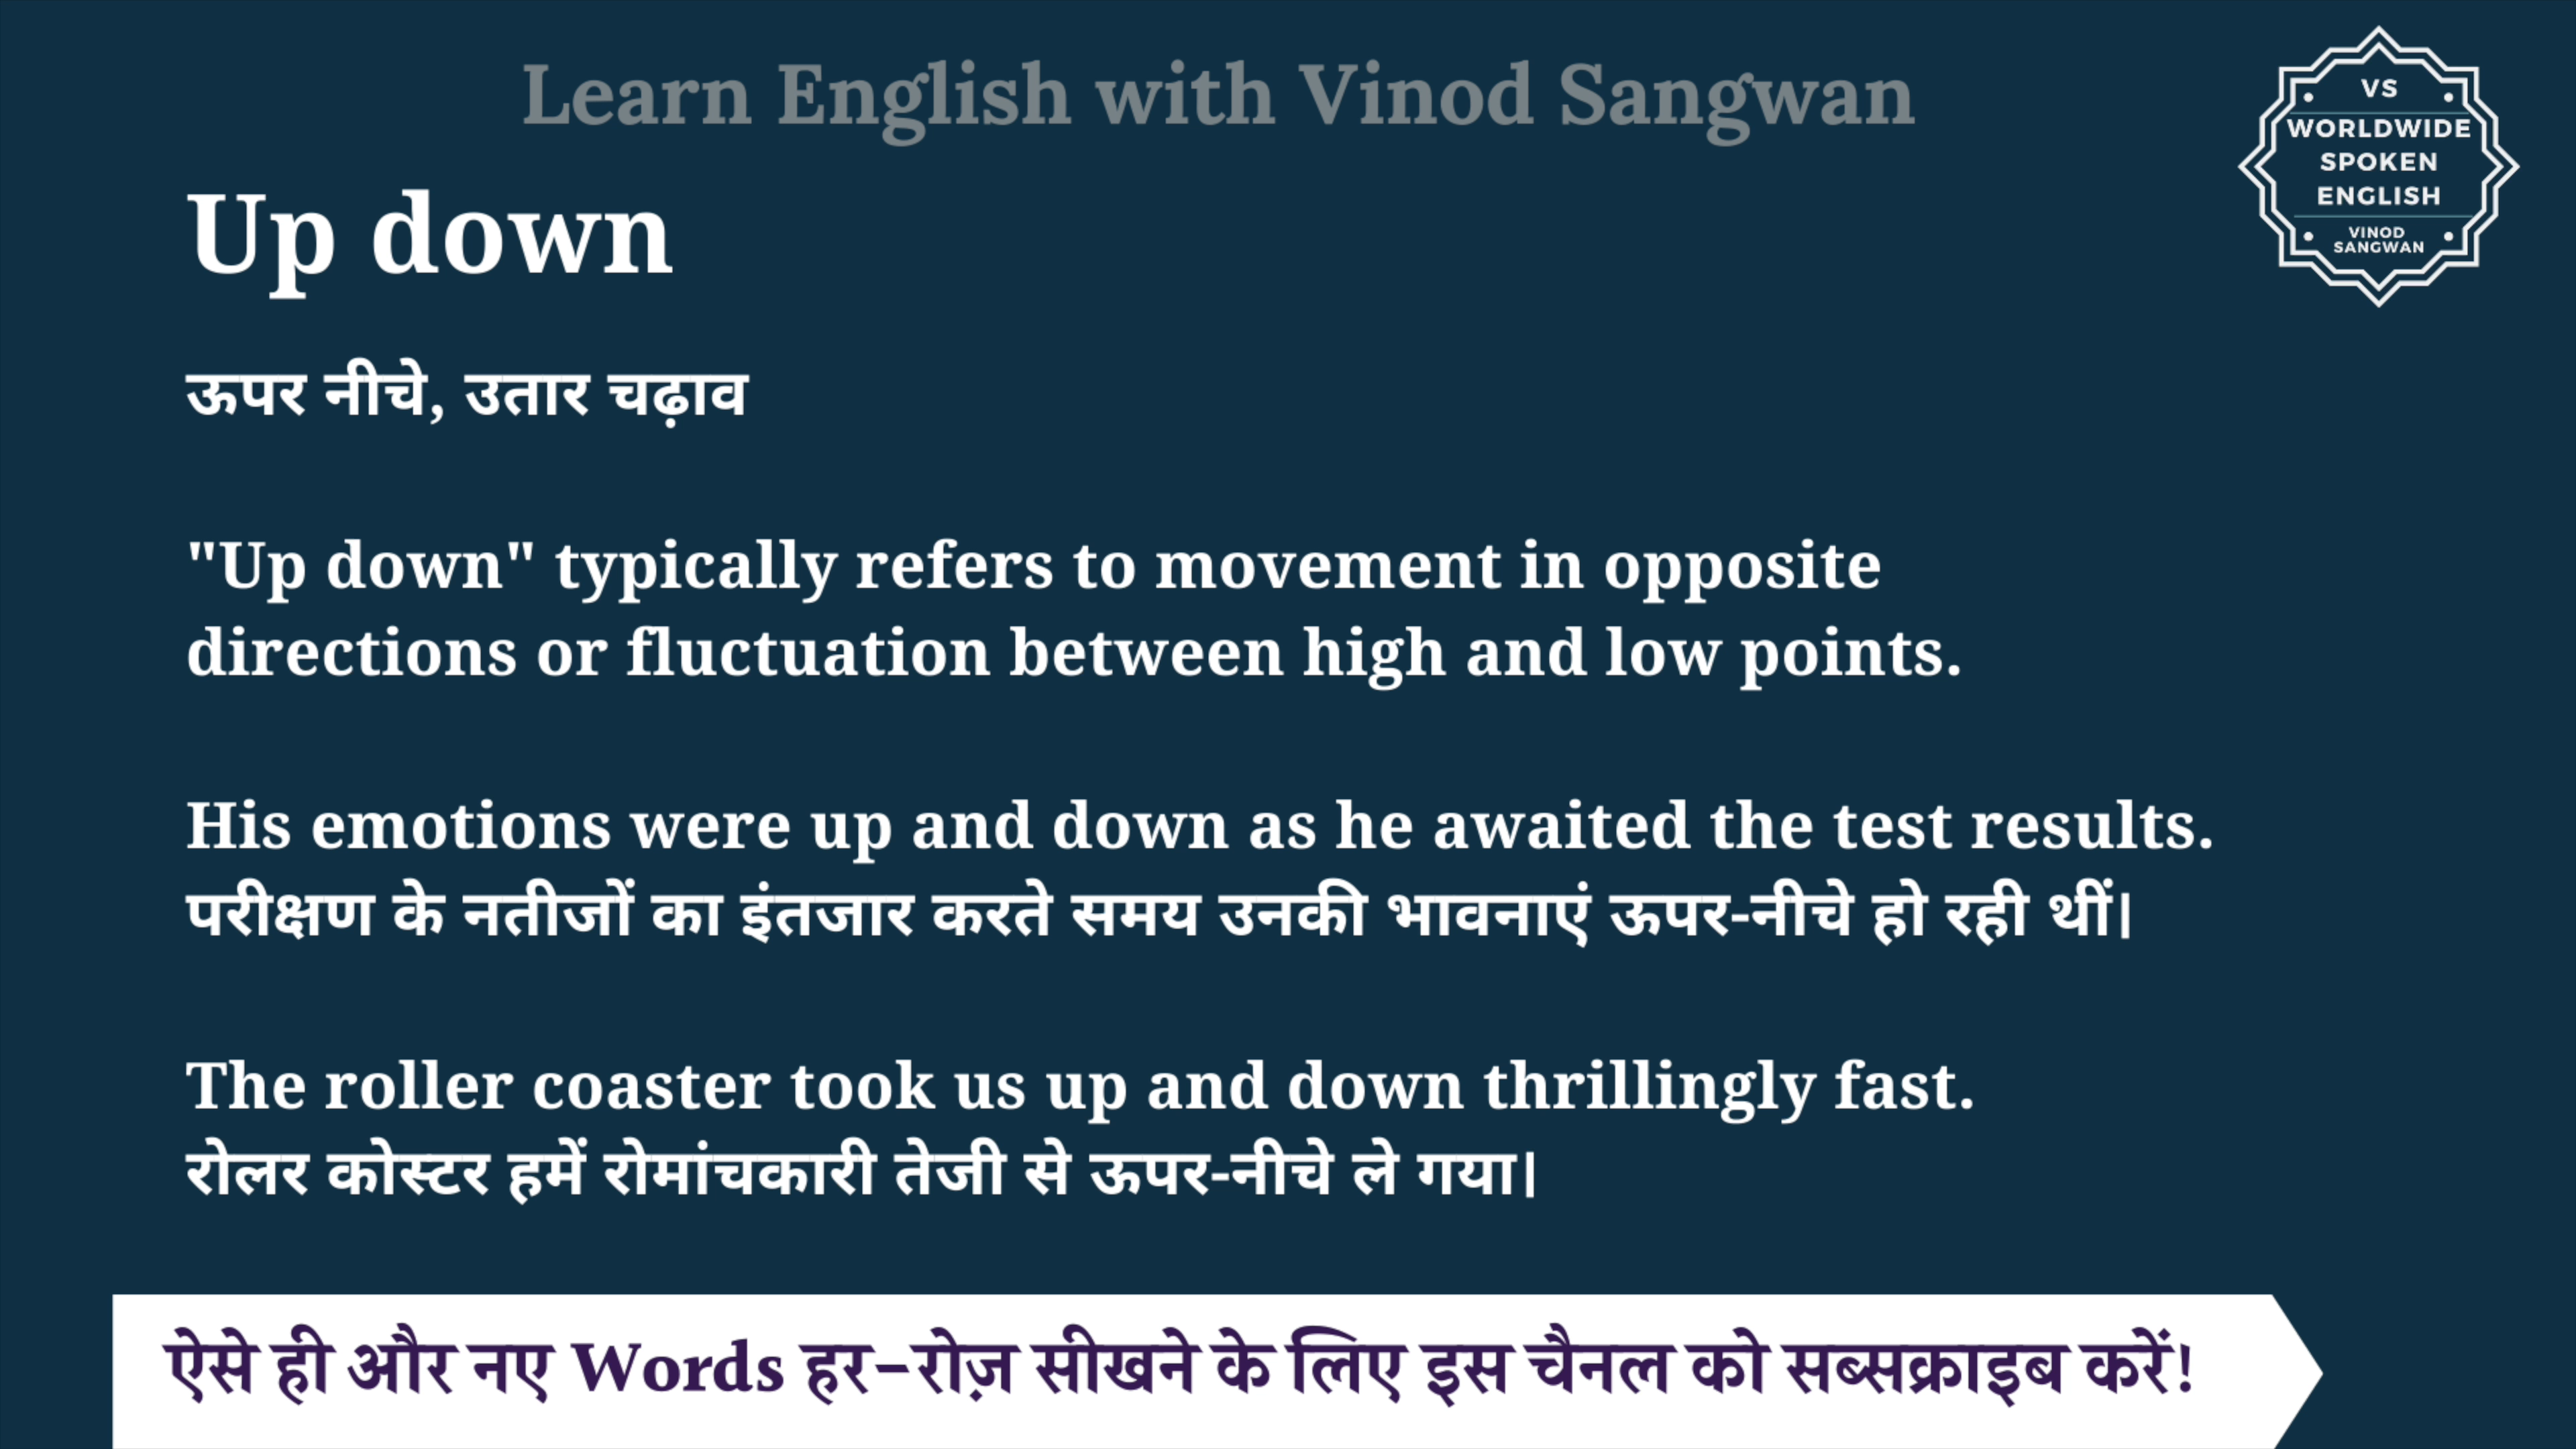 Learn English with Vinod Sangwan
VS
WORLDWIDE
SPOKEN
ENGLISH
VINOD
SANGWAN
Up down
ऊपर नीचे, उतार चढ़ाव
"Up down" typically refers to movement in opposite
directions or fluctuation between high and low points.
His emotions were up and down as he awaited the test results.
परीक्षण के नतीजों का इंतजार करते समय उनकी भावनाएं ऊपर-नीचे हो रही थीं।
The roller coaster took us up and down thrillingly fast.
रोलर कोस्टर हमें रोमांचकारी तेजी से ऊपर-नीचे ले गया।
ऐसे ही और नए Words हर-रोज़ सीखने के लिए इस चैनल को सब्सक्राइब करें!